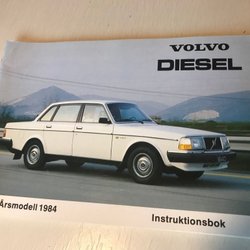 VOLVO
DIESEL
Årsmodell 1984
Instruktionsbok